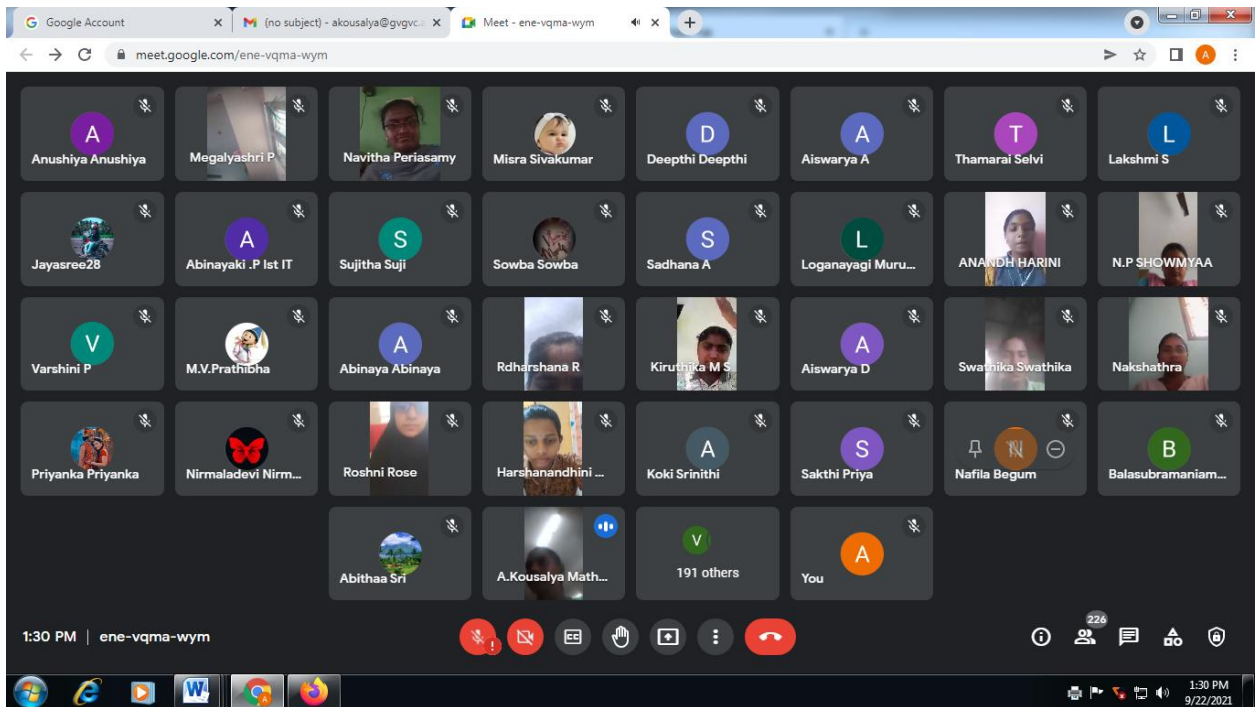 Google Account
(no subject) - akousalya@gvgvc.a
Meet - ene-vqma-wym
meet.google.com/ene-vqma-wym
A
A
Anushiya Anushiya
Megalyashri P
Navitha Periasamy
Misra Sivakumar
D
Deepthi Deepthi
A
Aiswarya A
T
Thamarai Selvi
L
Lakshmi S
Jayasree28
A
Abinayaki .P Ist IT
S
Sujitha Suji
Sowba Sowba
S
Sadhana A
L
Loganayagi Muru...
ANANDH HARINI
N.P SHOWMYAA
V
Varshini P
M.V.Prathibha
A
Abinaya Abinaya
Rdharshana R
Kiruthika M S
A
Aiswarya D
Swathika Swathika
Nakshathra
Priyanka Priyanka
Nirmaladevi Nirm...
Roshni Rose
Harshanandhini ...
A
Koki Srinithi
S
Sakthi Priya
N
Nafila Begum
B
Balasubramaniam...
Abithaa Sri
A.Kousalya Math...
V
191 others
A
You
1:30 PM | ene-vqma-wym
226
1:30 PM
9/22/2021